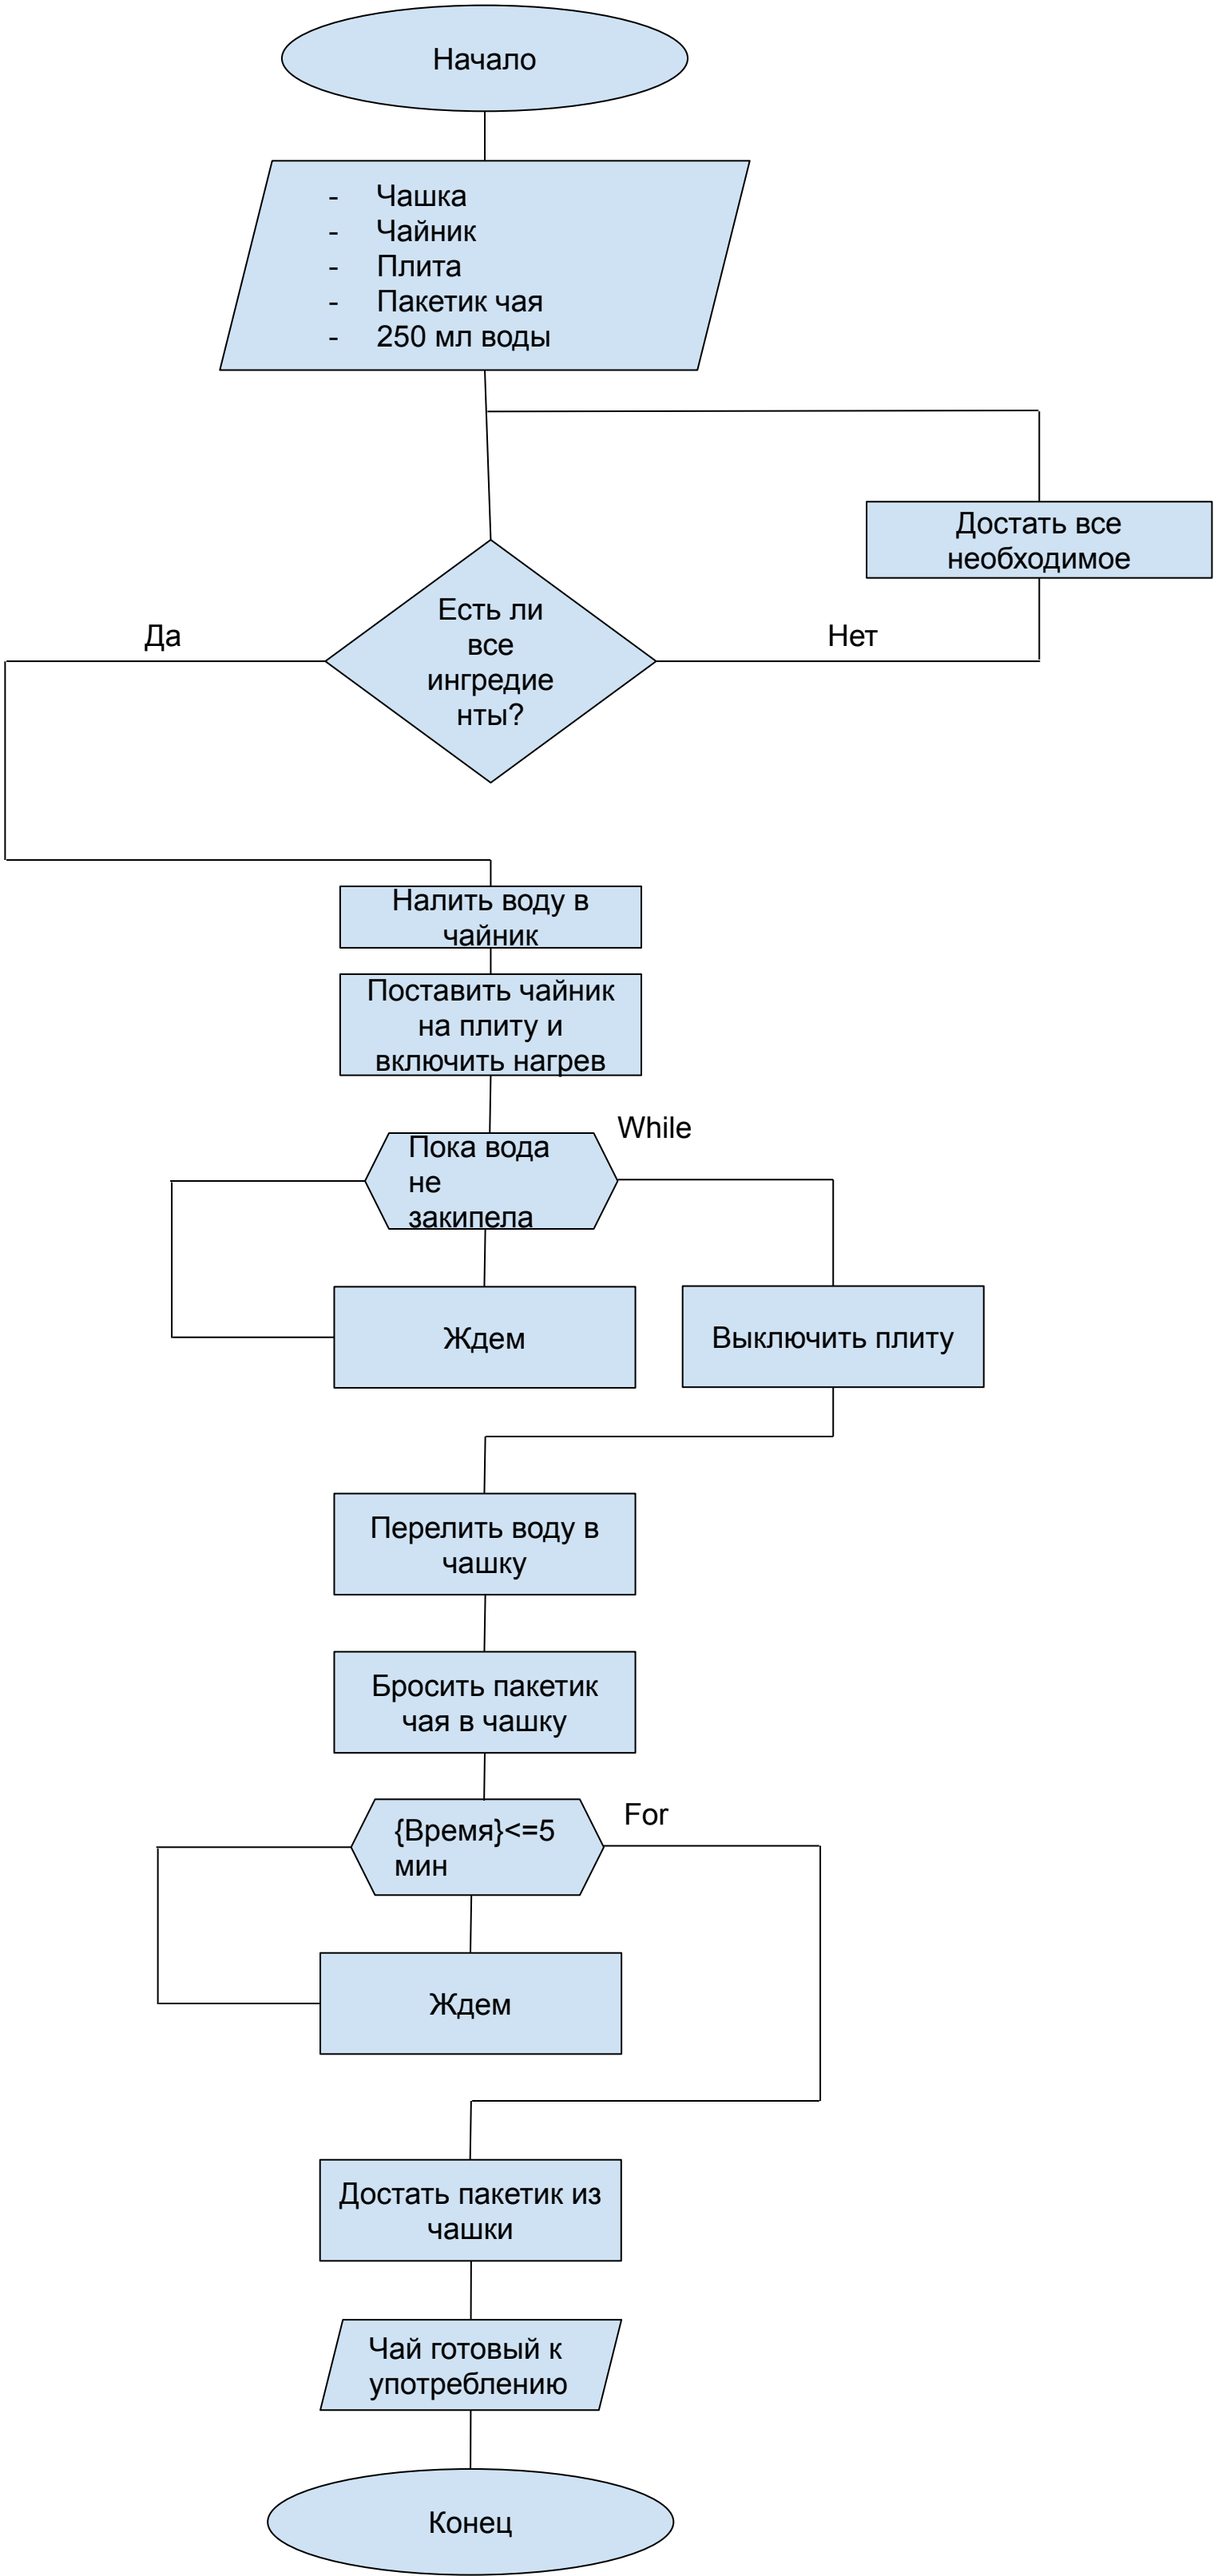 Начало
- Чашка
- Чайник
- Плита
- Пакетик чая
- 250 мл воды
Достать все
необходимое
Есть ли
все
ингредие
нты?
Да
Нет
Налить воду в
чайник
Поставить чайник
на плиту и
включить нагрев
While
Пока вода
не
закипела
Ждем
Выключить плиту
Перелить воду в
чашку
Бросить пакетик
чая в чашку
For
{Время}<=5
мин
Ждем
Достать пакетик из
чашки
Чай готовый к
употреблению
Конец